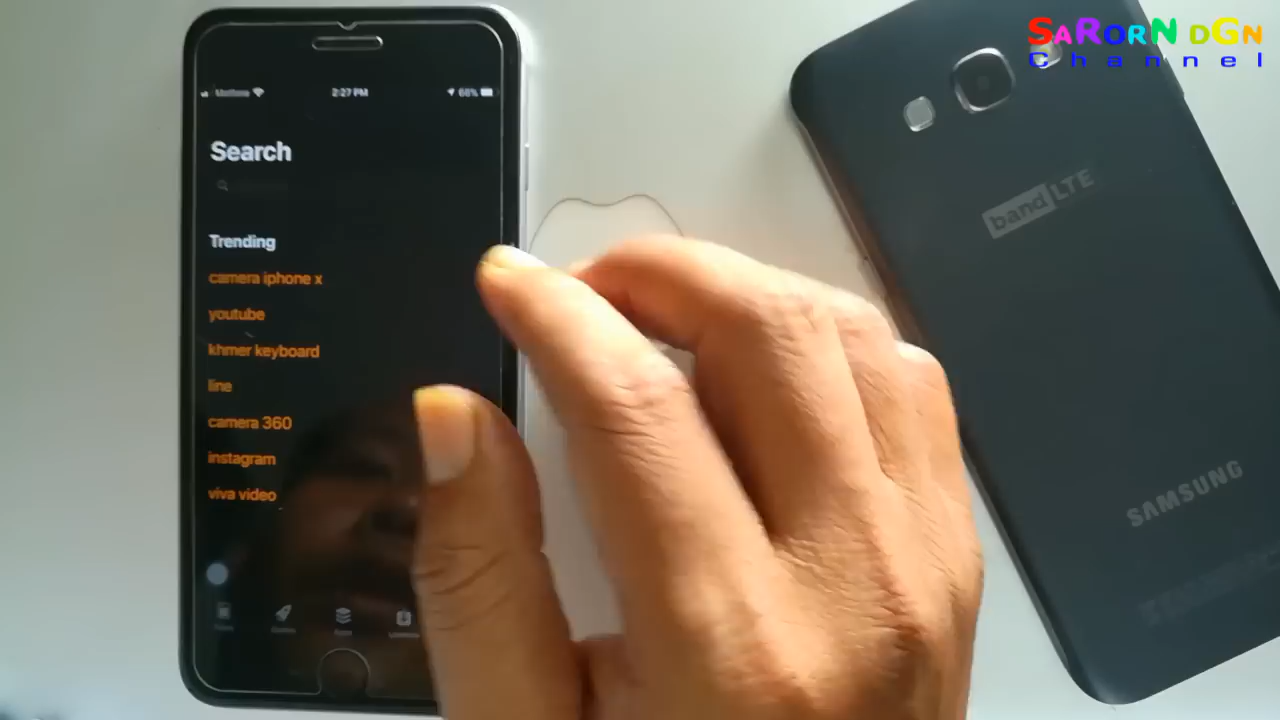 SaRorN dGn
Channel
2:27 PM
66%
Search
Trending
camera iphone x
youtube
khmer keyboard
line
camera 360
instagram
viva video
band LTE
SAMSUNG